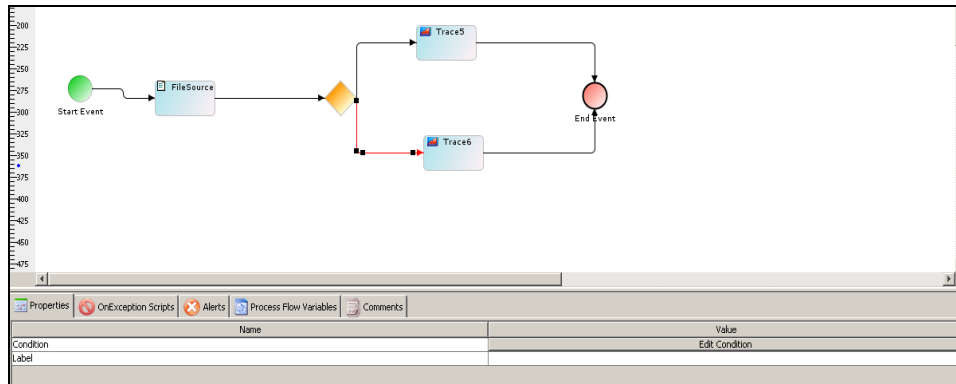 200
225
250
275
300
325
350
375
400
425
450
475
Trace5
FileSource
Start Event
End Event
Trace6
Properties OnException Scripts Alerts Process Flow Variables Comments
Name Value
Condition Edit Condition
Label